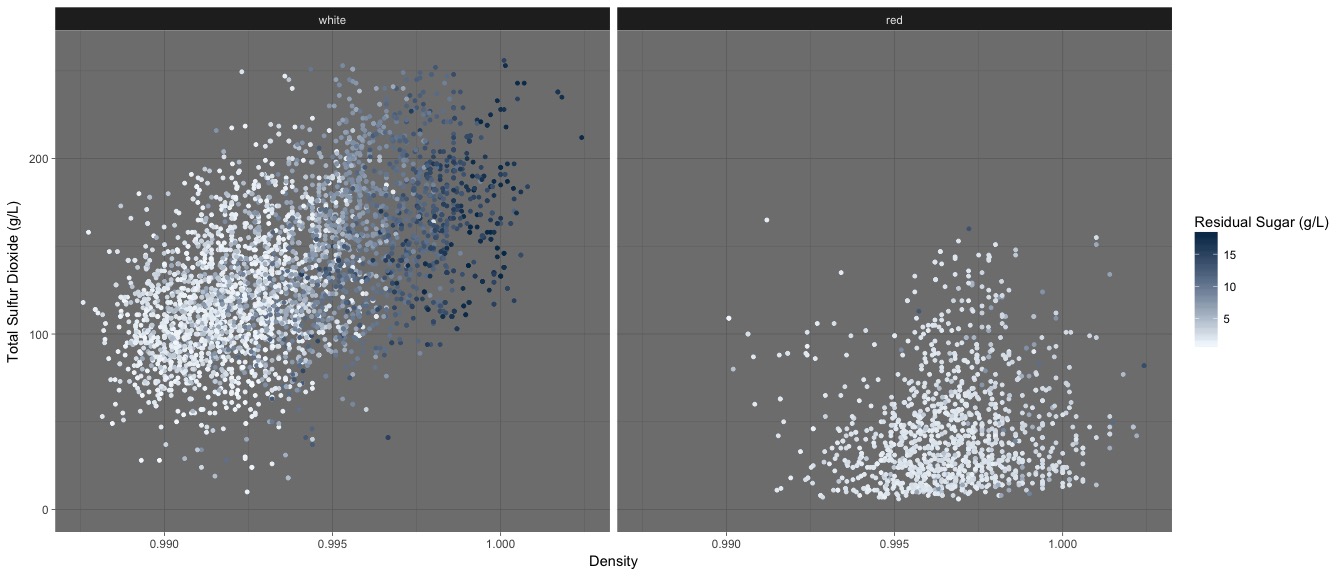 white
red
Total Sulfur Dioxide (g/L)
200
100
0
0.990
0.995
1.000
0.990
0.995
1.000
Density
Residual Sugar (g/L)
15
10
5